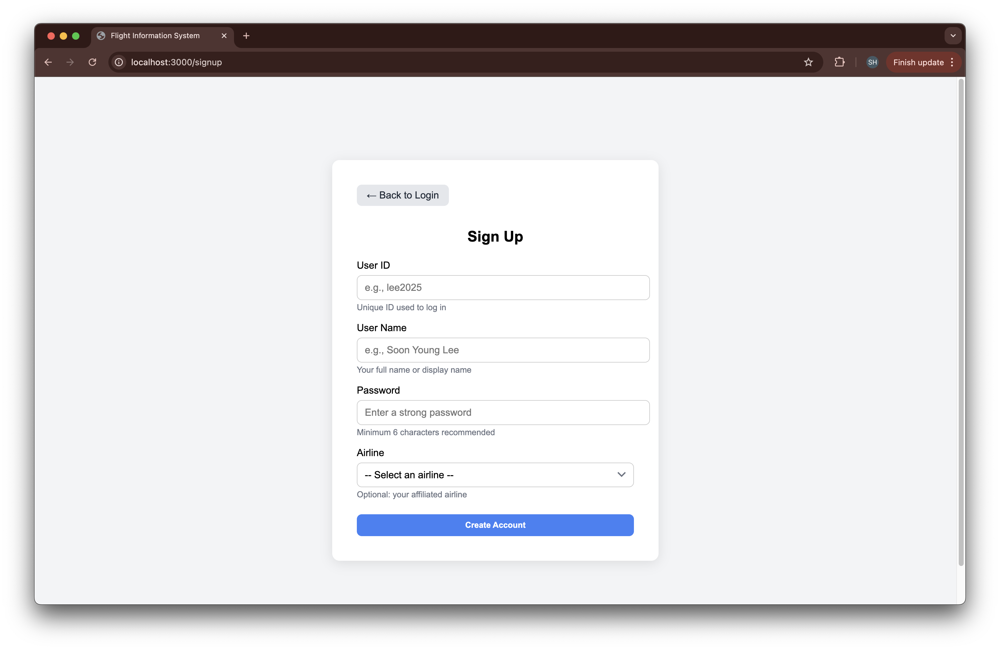 Flight Information System
localhost:3000/signup
SH
Finish update
← Back to Login
Sign Up
User ID
e.g., lee2025
Unique ID used to log in
User Name
e.g., Soon Young Lee
Your full name or display name
Password
Enter a strong password
Minimum 6 characters recommended
Airline
-- Select an airline --
Optional: your affiliated airline
Create Account